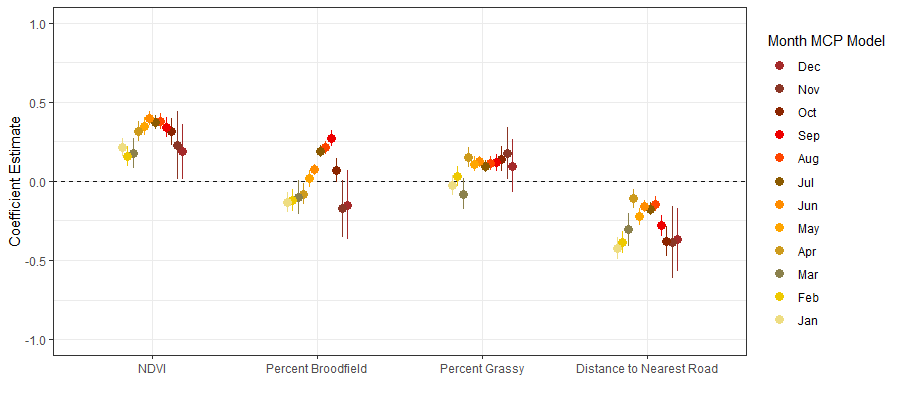 Month MCP Model
Dec
Nov
Oct
Sep
Aug
Jul
Jun
May
Apr
Mar
Feb
Jan
Coefficient Estimate
1.0
0.5
0.0
-0.5
-1.0
NDVI
Percent Broodfield
Percent Grassy
Distance to Nearest Road